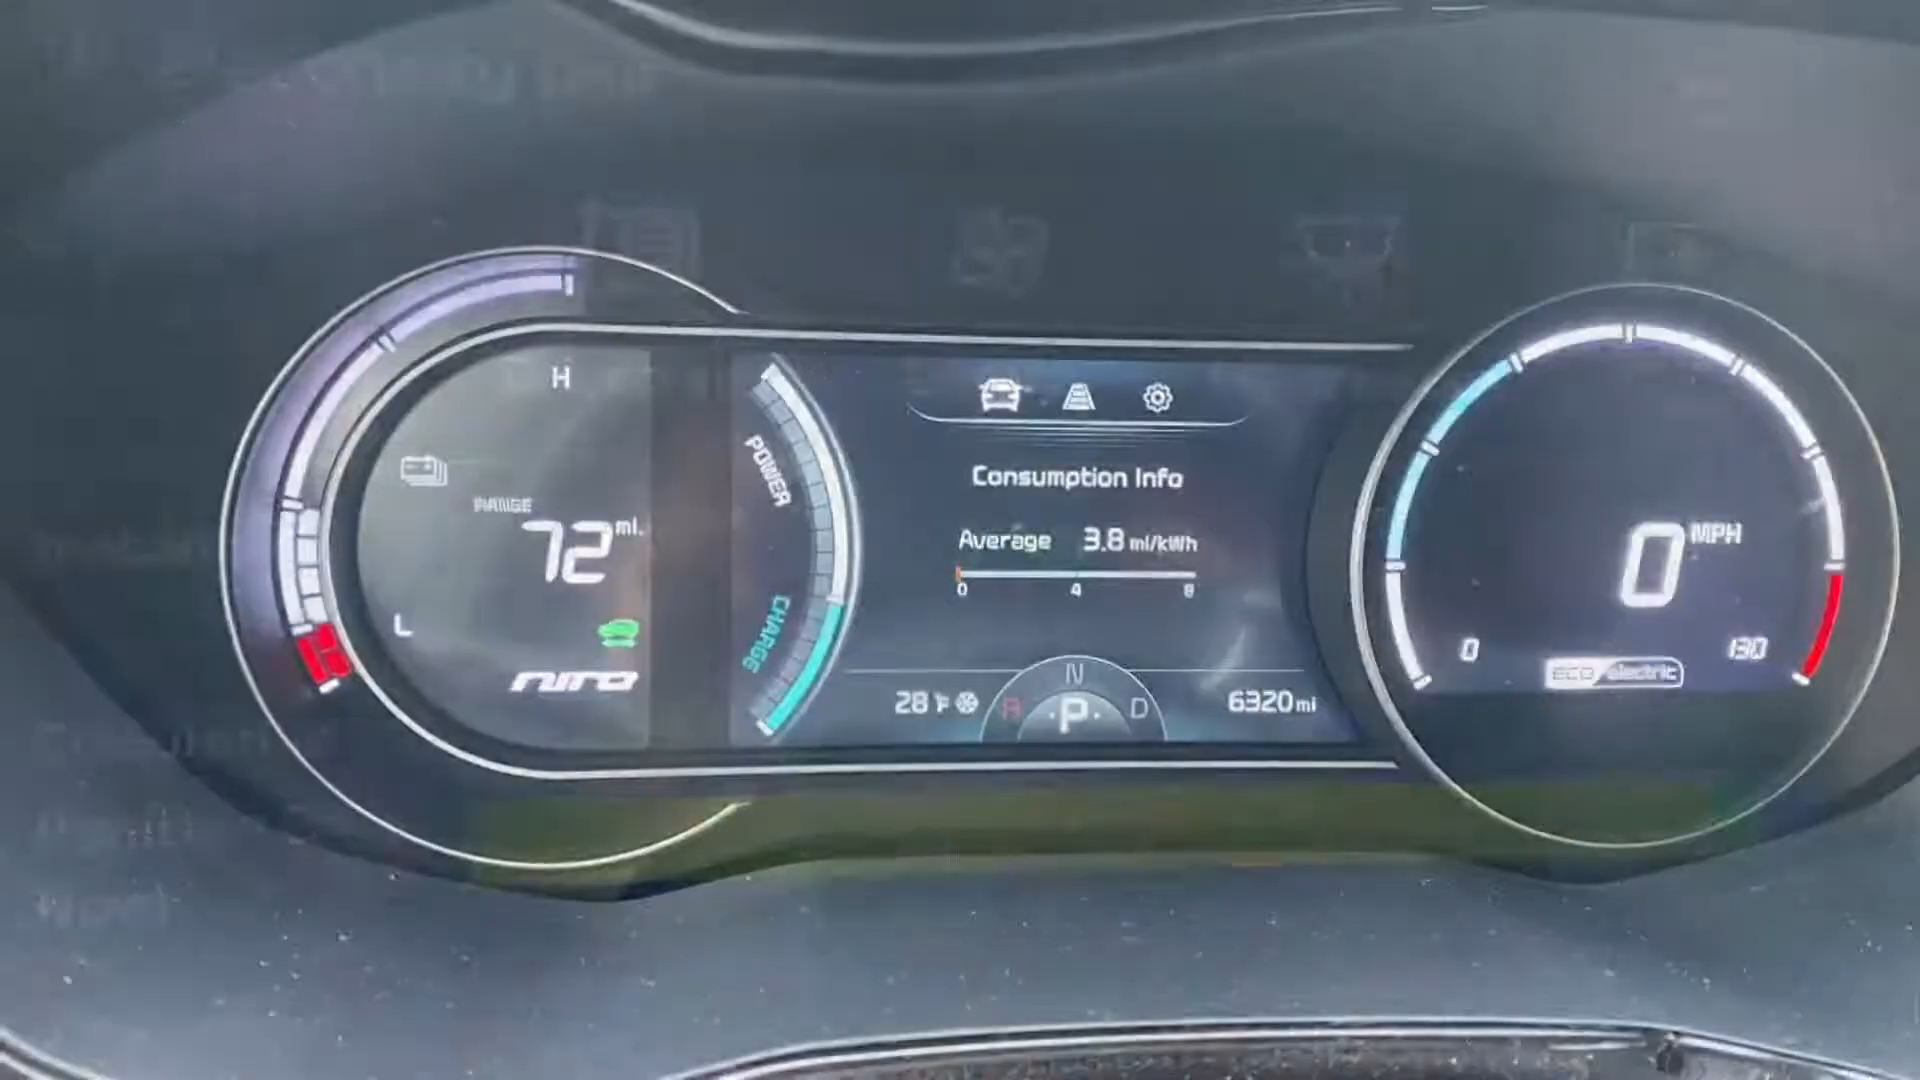 H
RANGE
72 mi.
L
niro
POWER
CHARGE
Consumption Info
Average 3.8 mi/kWh
0 4 8
28°F
R N D
P
6320 mi
0 MPH
0 130
ECO electric